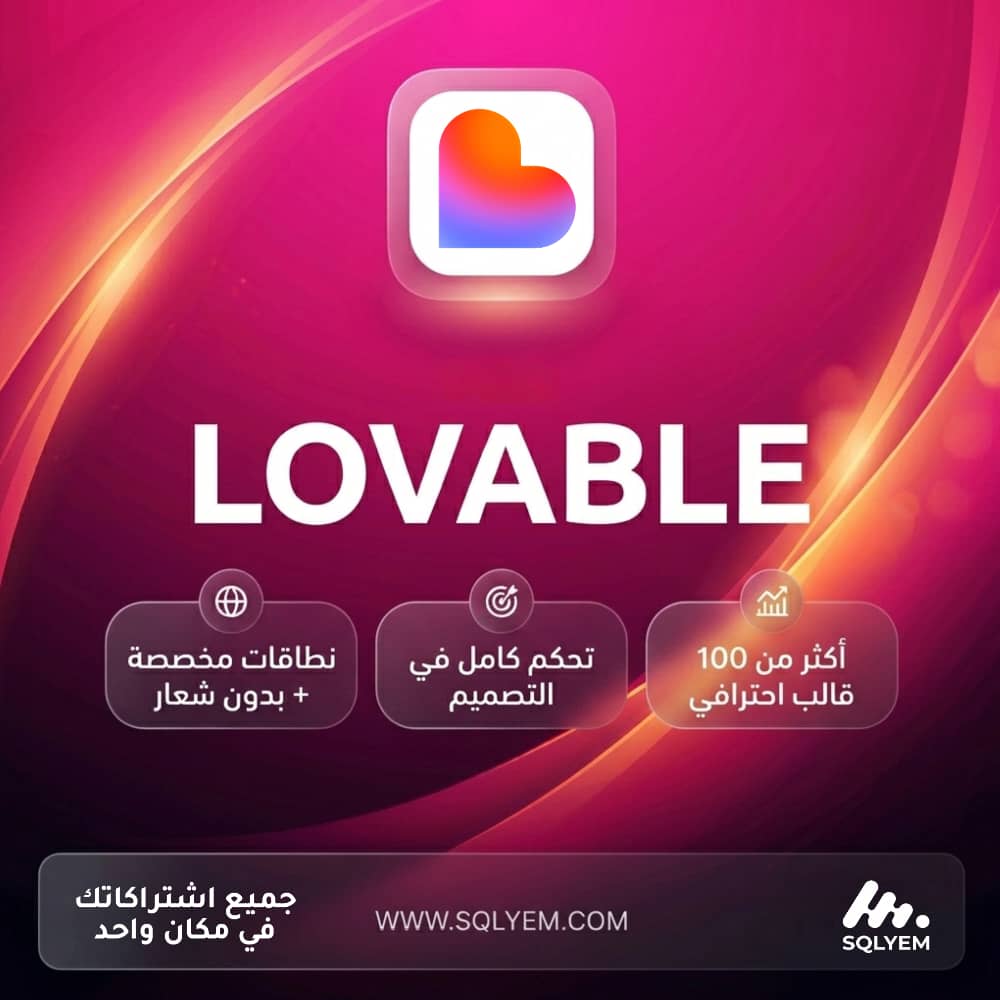 LOVABLE
أكثر من 100
قالب احترافي
تحكم كامل في
التصميم
نطاقات مخصصة
+ بدون شعار
جميع اشتراكاتك
في مكان واحد
WWW.SQLYEM.COM
SQLYEM